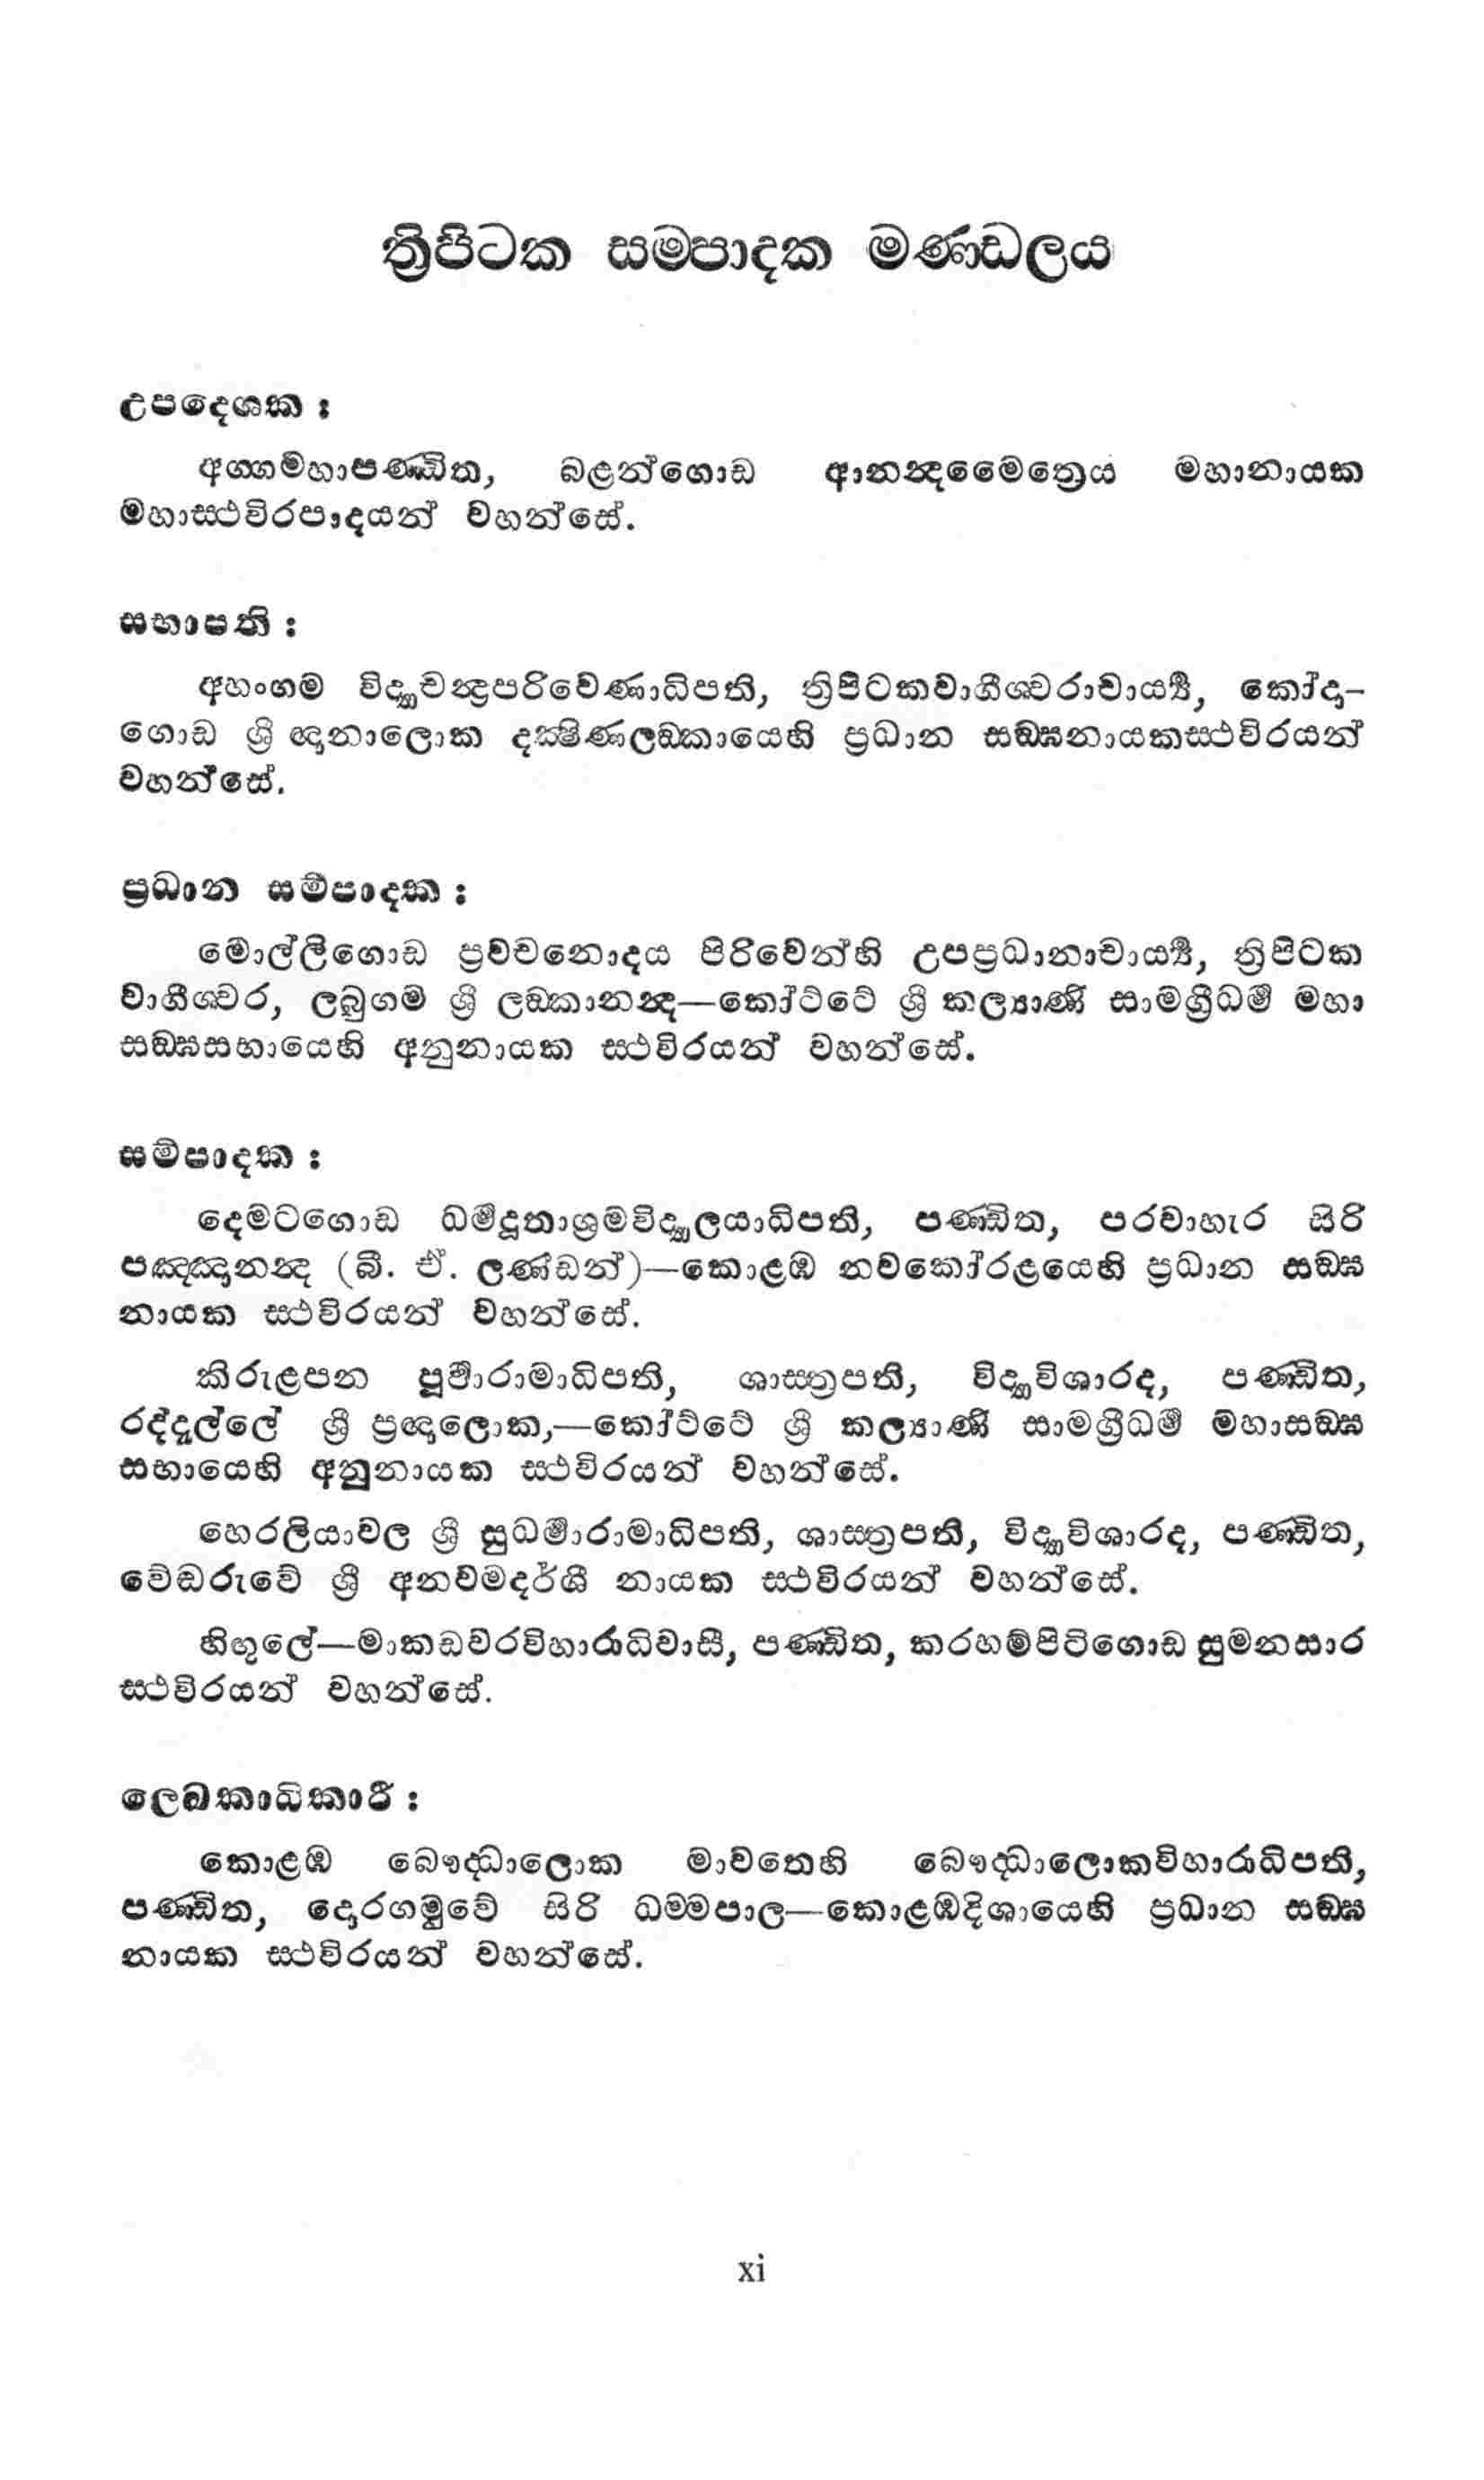 ත්‍රිපිටක සම්පාදක මණ්ඩලය
උපදෙශක :
අග්ගමහාපණ්ඩිත, බළන්ගොඩ ආනන්දමෛත්‍රෙය මහානායක
මහාස්ථවිරපාදයන් වහන්සේ.
සභාපති :
අහංගම විද්‍යාචන්ද්‍රපරිවෙණාධිපති, ත්‍රිපිටකවාගීශ්වරාචාර්‍ය්‍ය, කෝදා-
ගොඩ ශ්‍රී ඥානාලොක දක්ෂිණලඞ්කායෙහි ප්‍රධාන සඞ්ඝනායකස්ථවිරයන්
වහන්සේ.
ප්‍රධාන සම්පාදක :
මොල්ලිගොඩ ප්‍රවචනොදය පිරිවෙන්හි උපප්‍රධානාචාර්‍ය්‍ය, ත්‍රිපිටක
වාගීශ්වර, ලබුගම ශ්‍රී ලඞ්කානන්ද—කෝට්ටේ ශ්‍රී කල්‍යාණි සාමග්‍රීධර්ම මහා
සඞ්ඝසභායෙහි අනුනායක ස්ථවිරයන් වහන්සේ.
සම්පාදක :
දෙමටගොඩ ධර්මදූතාශ්‍රමවිද්‍යාලයාධිපති, පණ්ඩිත, පරවාහැර සිරි
පඤ්ඤානන්ද (බී. ඒ. ලණ්ඩන්)—කොළඹ නවකෝරළයෙහි ප්‍රධාන සඞ්ඝ
නායක ස්ථවිරයන් වහන්සේ.
කිරුළපන පූර්වාරාමාධිපති, ශාස්ත්‍රපති, විද්‍යාවිශාරද, පණ්ඩිත,
රද්දැල්ලේ ශ්‍රී ප්‍රඥාලොක,—කෝට්ටේ ශ්‍රී කල්‍යාණි සාමග්‍රීධර්ම මහාසඞ්ඝ
සභායෙහි අනුනායක ස්ථවිරයන් වහන්සේ.
හෙරලියාවල ශ්‍රී සුධර්මාරාමාධිපති, ශාස්ත්‍රපති, විද්‍යාවිශාරද, පණ්ඩිත,
වේඬරුවේ ශ්‍රී අනවමදර්ශී නායක ස්ථවිරයන් වහන්සේ.
හිඟුලේ—මාකඩවරවිහාරාධිවාසී, පණ්ඩිත, කරහම්පිටිගොඩ සුමනසාර
ස්ථවිරයන් වහන්සේ.
ලෙඛකාධිකාරී :
කොළඹ බෞද්ධාලොක මාවතෙහි බෞද්ධාලොකවිහාරාධිපති,
පණ්ඩිත, දොරගමුවේ සිරි ධම්මපාල—කොළඹදිශායෙහි ප්‍රධාන සඞ්ඝ
නායක ස්ථවිරයන් වහන්සේ.
xi